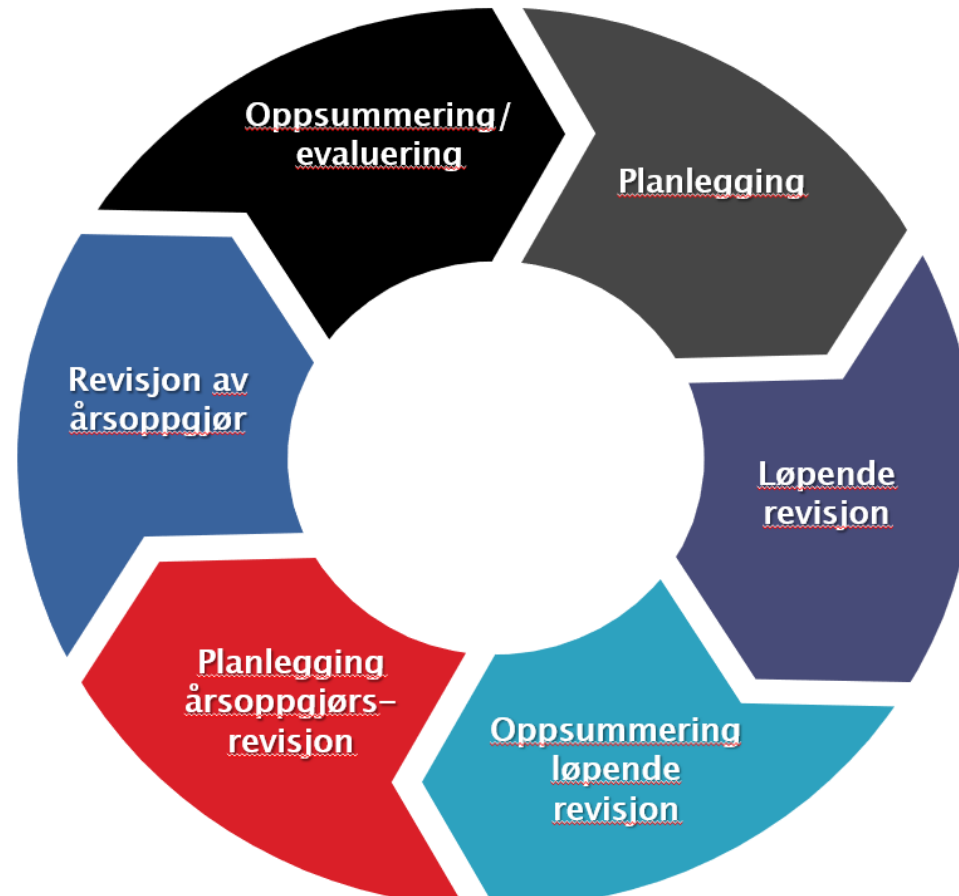 Oppsummering/
evaluering
Planlegging
Løpende
revisjon
Oppsummering
løpende
revisjon
Planlegging
årsoppgjørs-
revisjon
Revisjon av
årsoppgjør